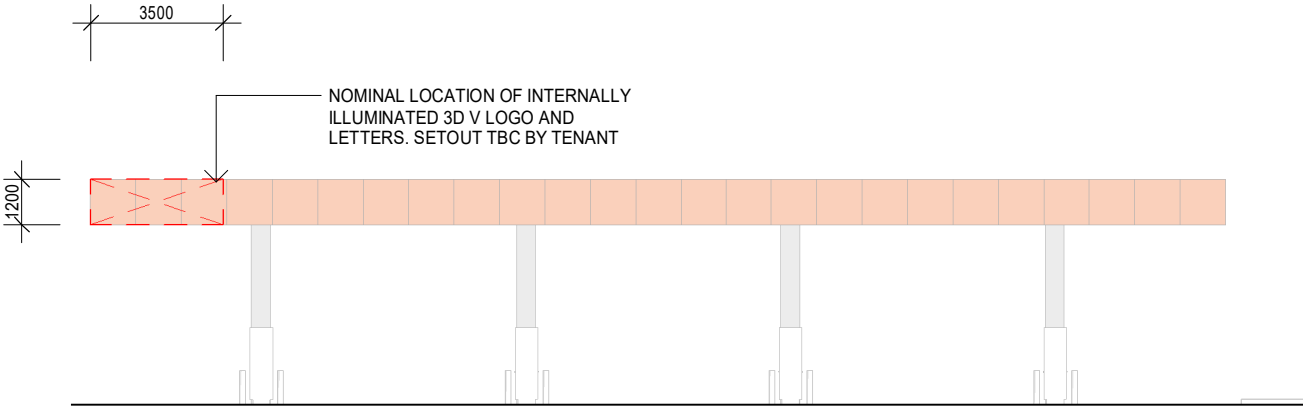 3500
NOMINAL LOCATION OF INTERNALLY
ILLUMINATED 3D V LOGO AND
LETTERS. SETOUT TBC BY TENANT
1200